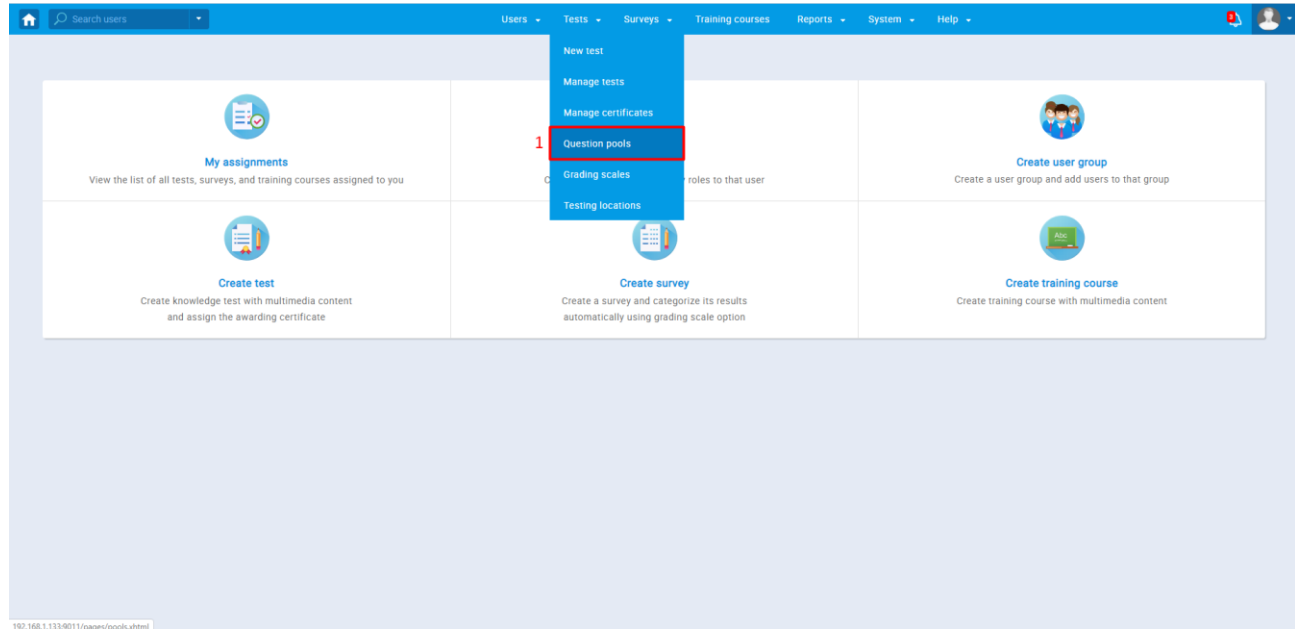 Search users
Users Tests Surveys Training courses Reports System Help
3
New test
Manage tests
Manage certificates
1 Question pools
Grading scales
Testing locations
My assignments
View the list of all tests, surveys, and training courses assigned to you
C
roles to that user
Create user group
Create a user group and add users to that group
Create test
Create knowledge test with multimedia content
and assign the awarding certificate
Create survey
Create a survey and categorize its results
automatically using grading scale option
Abc
Create training course
Create training course with multimedia content
192.168.1.133:9011/pages/pools.xhtml